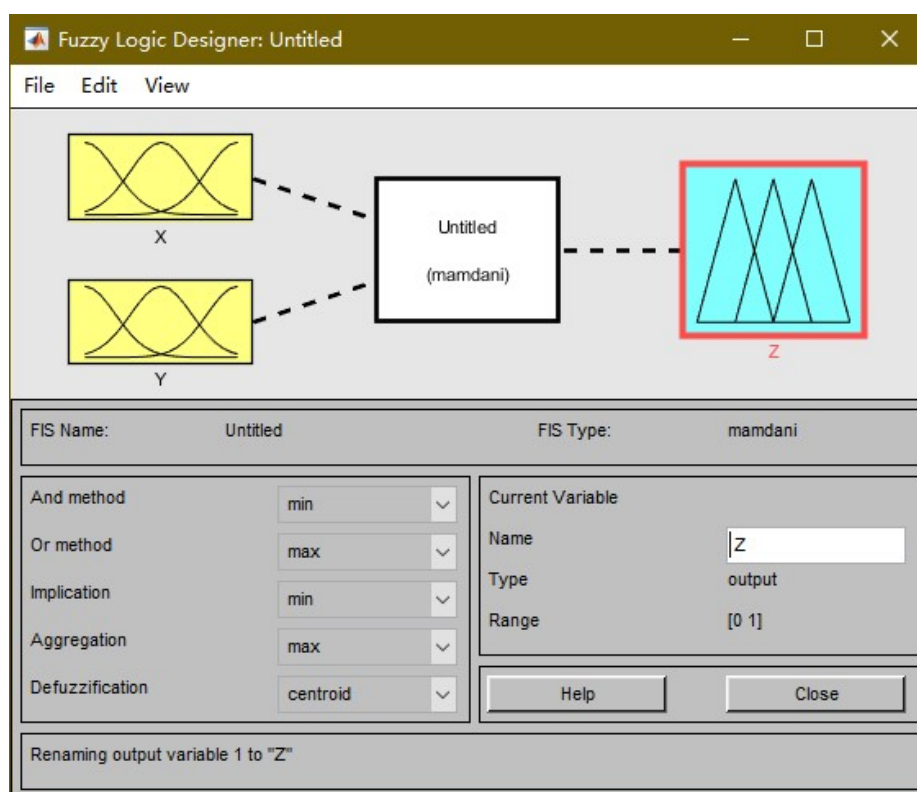 Fuzzy Logic Designer: Untitled
File Edit View
X
Y
Untitled
(mamdani)
Z
FIS Name: Untitled FIS Type: mamdani
And method min
Or method max
Implication min
Aggregation max
Defuzzification centroid
Current Variable
Name Z
Type output
Range [0 1]
Help Close
Renaming output variable 1 to "Z"